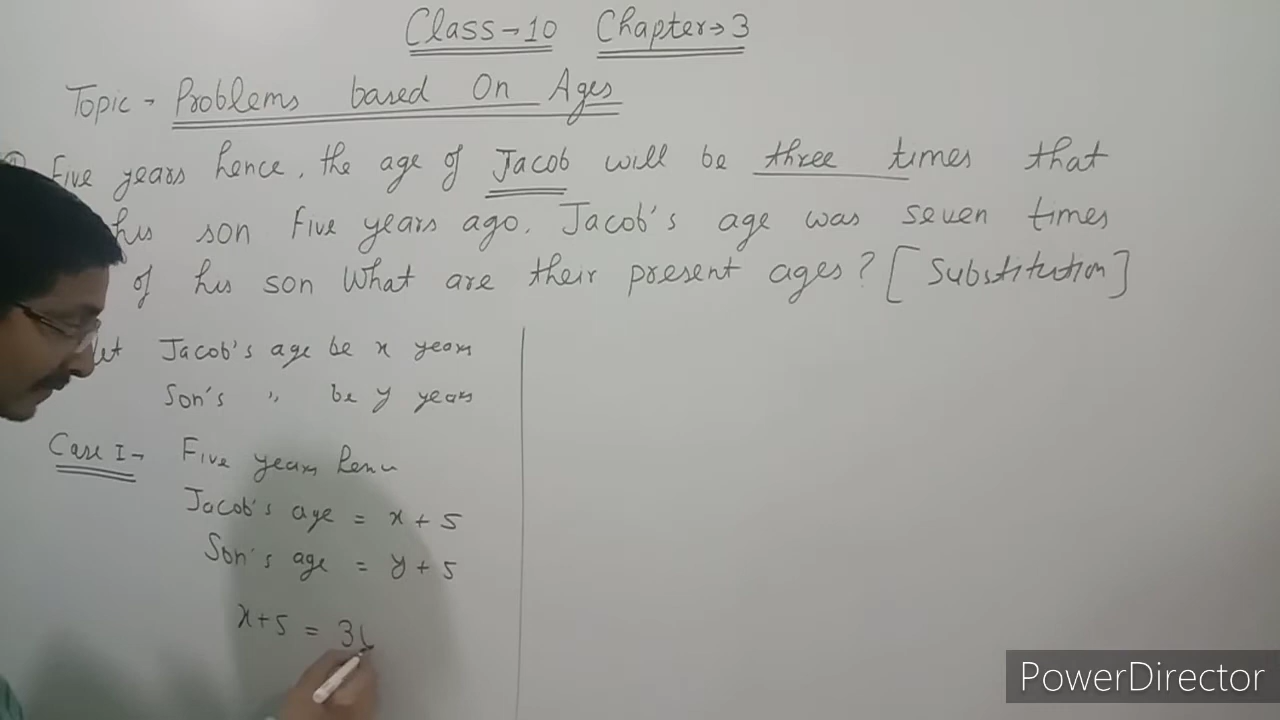 Class → 10 Chapter → 3
Topic - Problems based On Ages
Five years hence, the age of Jacob will be three times that
his son Five years ago. Jacob's age was seven times
of his son What are their present ages? [Substitution]
Let Jacob's age be x years
Son's " be y years
Case I → Five years
Jacob's age = x + 5
Son's age = y + 5
x + 5 = 3(
PowerDirector